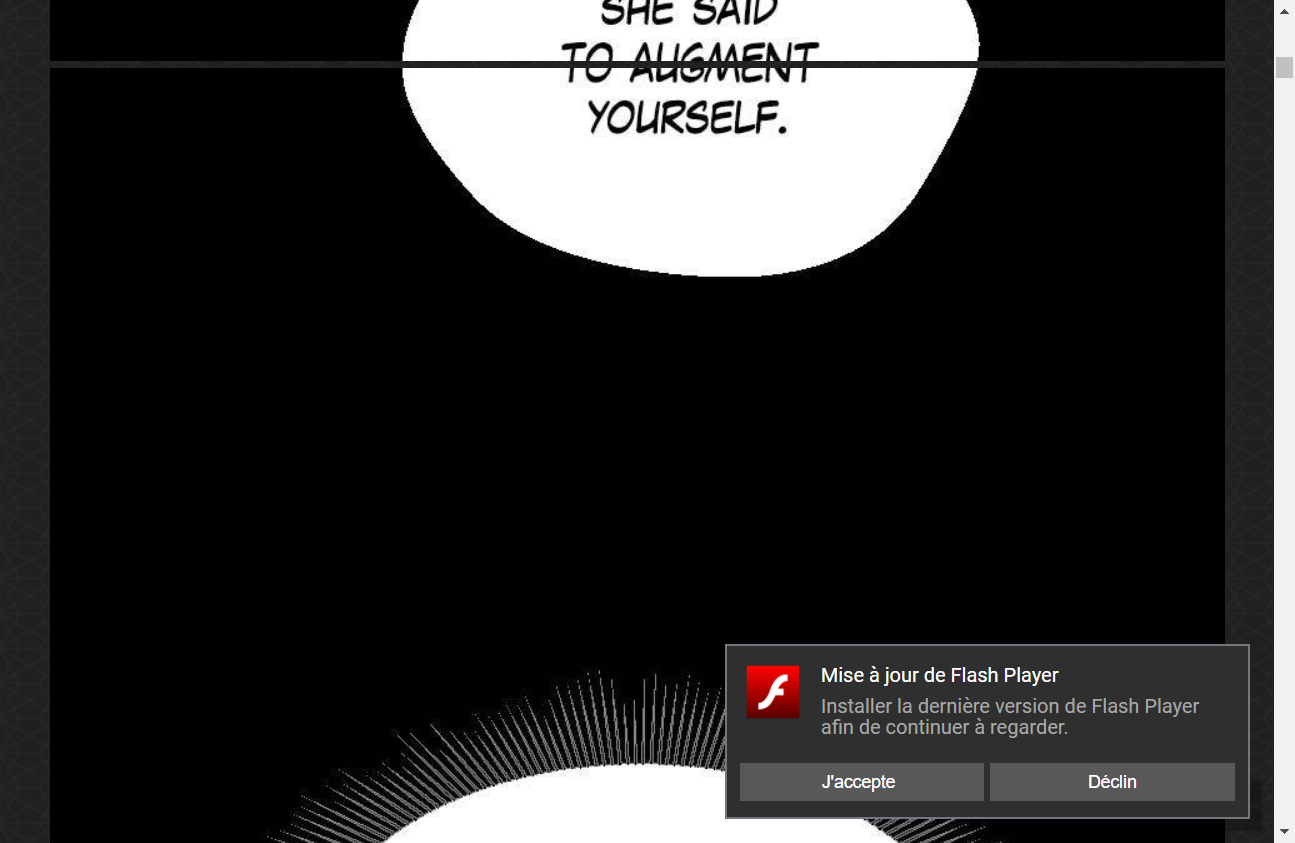 SHE SAID
TO AUGMENT
YOURSELF.
Mise à jour de Flash Player
Installer la dernière version de Flash Player
afin de continuer à regarder.
J'accepte
Déclin